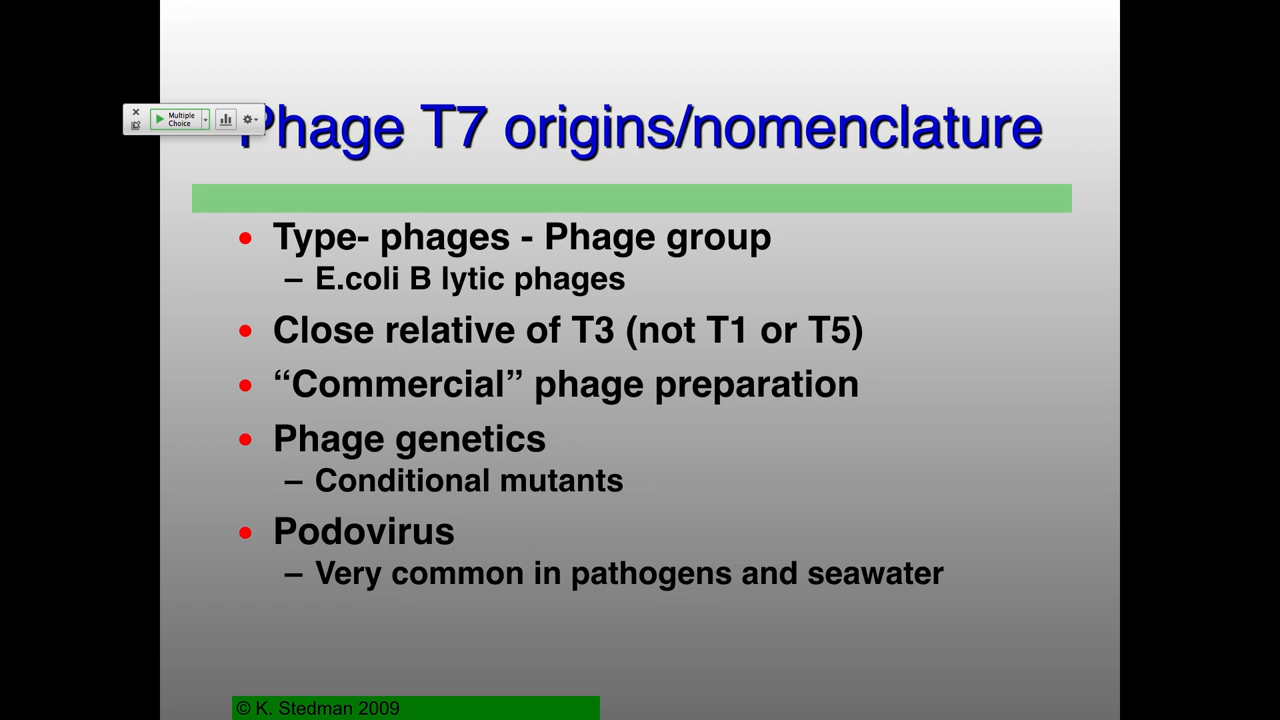 Multiple
Choice
Phage T7 origins/nomenclature
• Type- phages - Phage group
– E.coli B lytic phages
• Close relative of T3 (not T1 or T5)
• “Commercial” phage preparation
• Phage genetics
– Conditional mutants
• Podovirus
– Very common in pathogens and seawater
© K. Stedman 2009